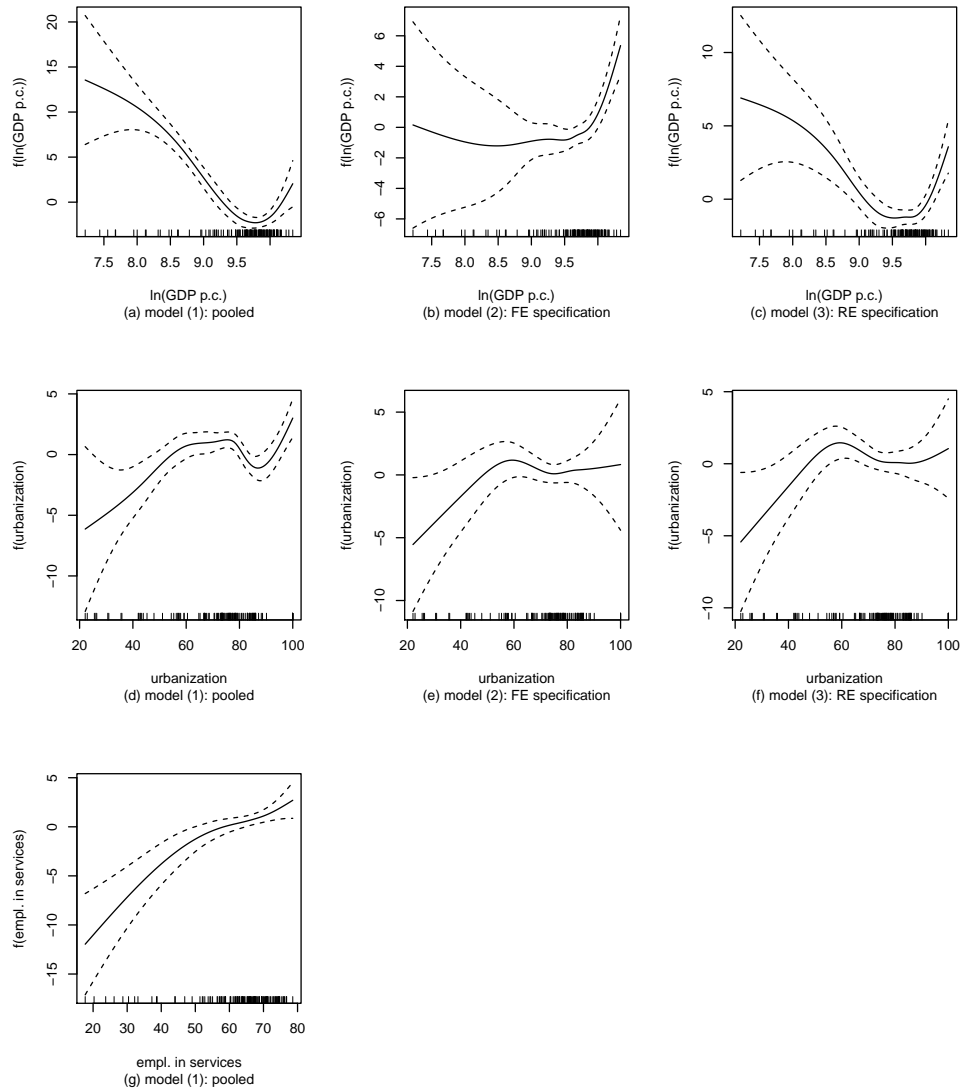 20
15
10
5
0
f(ln(GDP p.c.))
7.5 8.0 8.5 9.0 9.5
ln(GDP p.c.)
(a) model (1): pooled
6
4
2
0
−2
−4
−6
f(ln(GDP p.c.))
7.5 8.0 8.5 9.0 9.5 10.0
ln(GDP p.c.)
(b) model (2): FE specification
10
5
0
f(ln(GDP p.c.))
7.5 8.0 8.5 9.0 9.5 10.0
ln(GDP p.c.)
(c) model (3): RE specification
5
0
−5
−10
f(urbanization)
20 40 60 80 100
urbanization
(d) model (1): pooled
5
0
−5
−10
f(urbanization)
20 40 60 80 100
urbanization
(e) model (2): FE specification
5
0
−5
−10
f(urbanization)
20 40 60 80 100
urbanization
(f) model (3): RE specification
5
0
−5
−10
−15
f(empl. in services)
20 30 40 50 60 70 80
empl. in services
(g) model (1): pooled